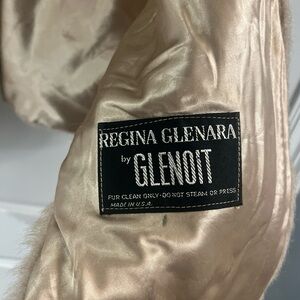 REGINA GLENARA
by
GLENOIT
FUR CLEAN ONLY-DO NOT STEAM OR PRESS
MADE IN U.S.A.